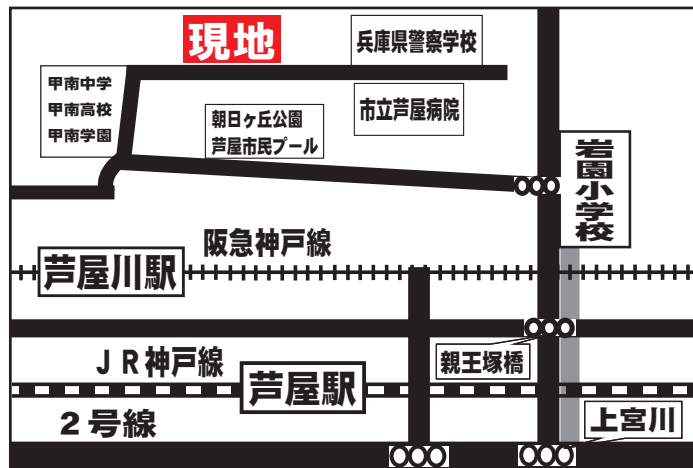 現地
兵庫県警察学校
甲南中学
甲南高校
甲南学園
朝日ヶ丘公園
芦屋市民プール
市立芦屋病院
岩園小学校
阪急神戸線
芦屋川駅
親王塚橋
ＪＲ神戸線
芦屋駅
２号線
上宮川